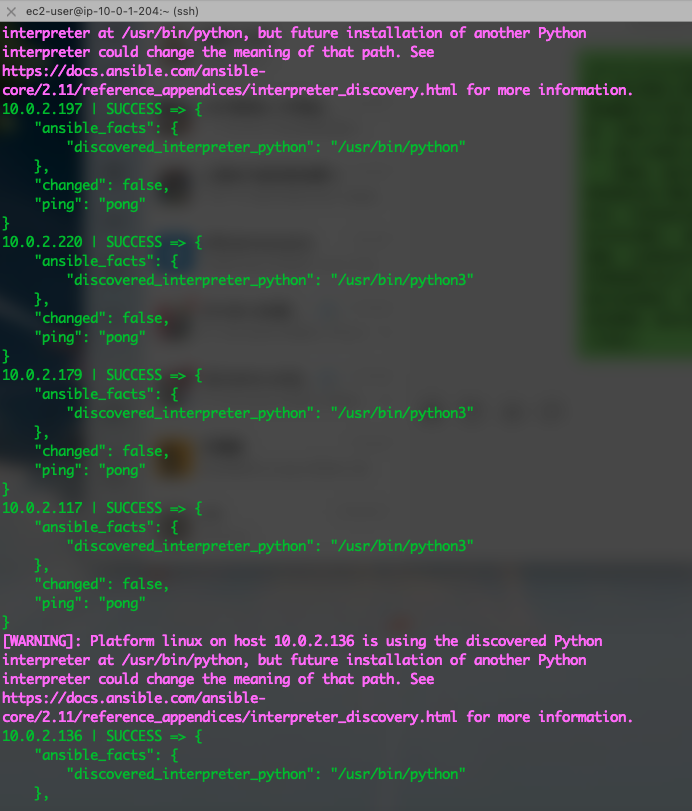 ec2-user@ip-10-0-1-204:~ (ssh)
interpreter at /usr/bin/python, but future installation of another Python
interpreter could change the meaning of that path. See
https://docs.ansible.com/ansible-
core/2.11/reference_appendices/interpreter_discovery.html for more information.
10.0.2.197 | SUCCESS => {
    "ansible_facts": {
        "discovered_interpreter_python": "/usr/bin/python"
    },
    "changed": false,
    "ping": "pong"
}
10.0.2.220 | SUCCESS => {
    "ansible_facts": {
        "discovered_interpreter_python": "/usr/bin/python3"
    },
    "changed": false,
    "ping": "pong"
}
10.0.2.179 | SUCCESS => {
    "ansible_facts": {
        "discovered_interpreter_python": "/usr/bin/python3"
    },
    "changed": false,
    "ping": "pong"
}
10.0.2.117 | SUCCESS => {
    "ansible_facts": {
        "discovered_interpreter_python": "/usr/bin/python3"
    },
    "changed": false,
    "ping": "pong"
}
[WARNING]: Platform linux on host 10.0.2.136 is using the discovered Python
interpreter at /usr/bin/python, but future installation of another Python
interpreter could change the meaning of that path. See
https://docs.ansible.com/ansible-
core/2.11/reference_appendices/interpreter_discovery.html for more information.
10.0.2.136 | SUCCESS => {
    "ansible_facts": {
        "discovered_interpreter_python": "/usr/bin/python"
    },